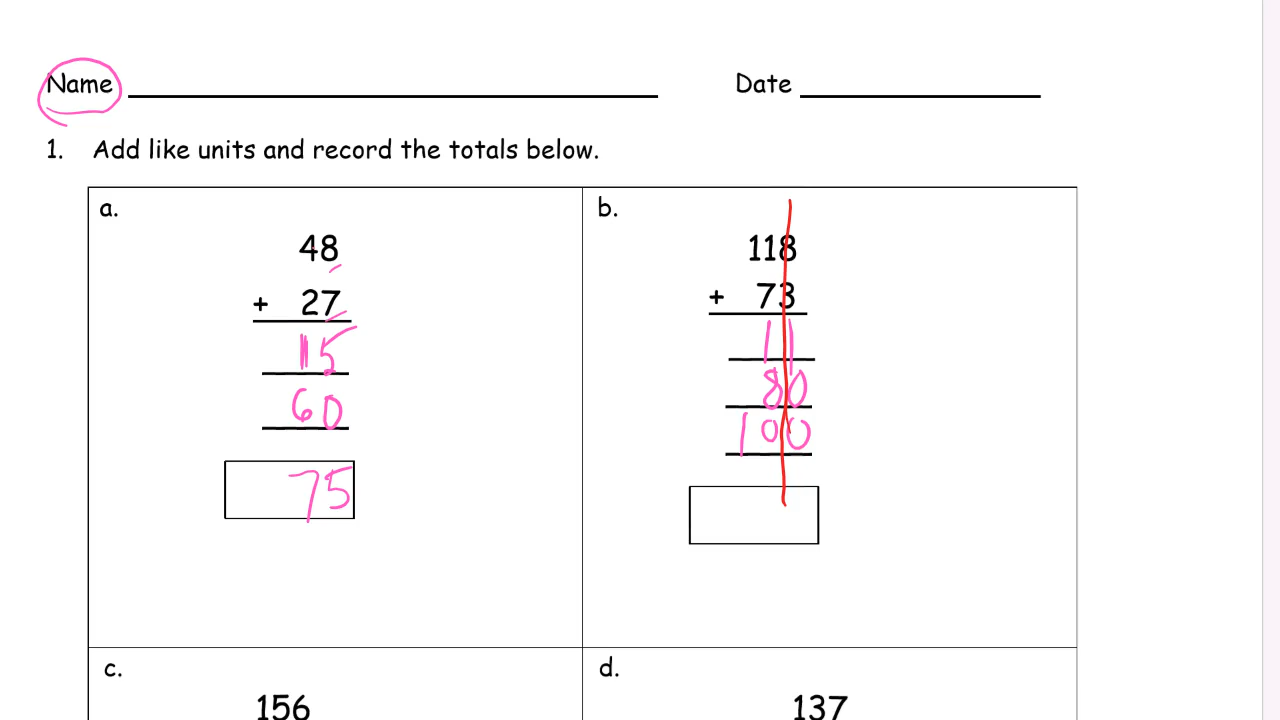 Name Date
1. Add like units and record the totals below.
a.
48
+ 27
15
60
75
b.
118
+ 73
11
80
100
c.
156
d.
137